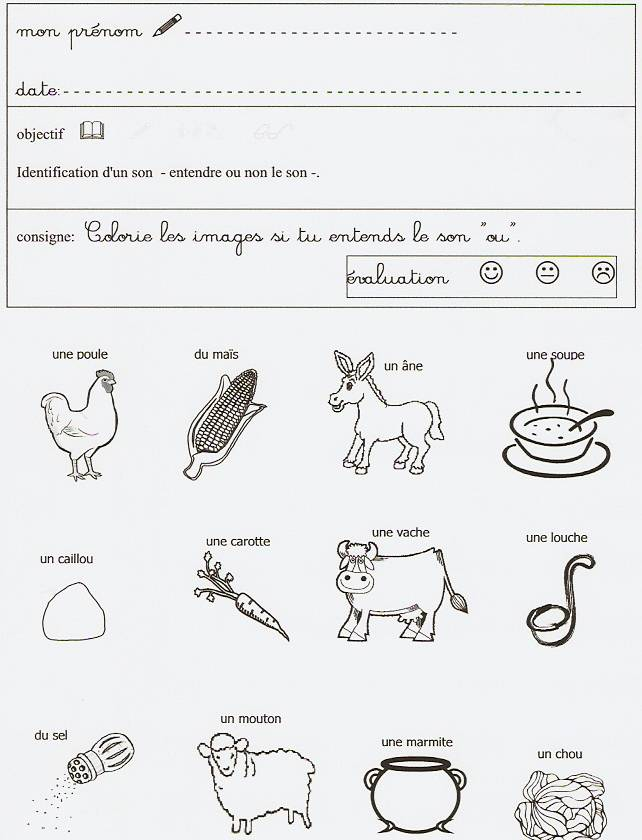 mon prénom
date:
objectif
Identification d'un son - entendre ou non le son -.
consigne: Colorie les images si tu entends le son "ou".
évaluation
une poule du maïs un âne une soupe
un caillou une carotte une vache une louche
du sel un mouton une marmite un chou